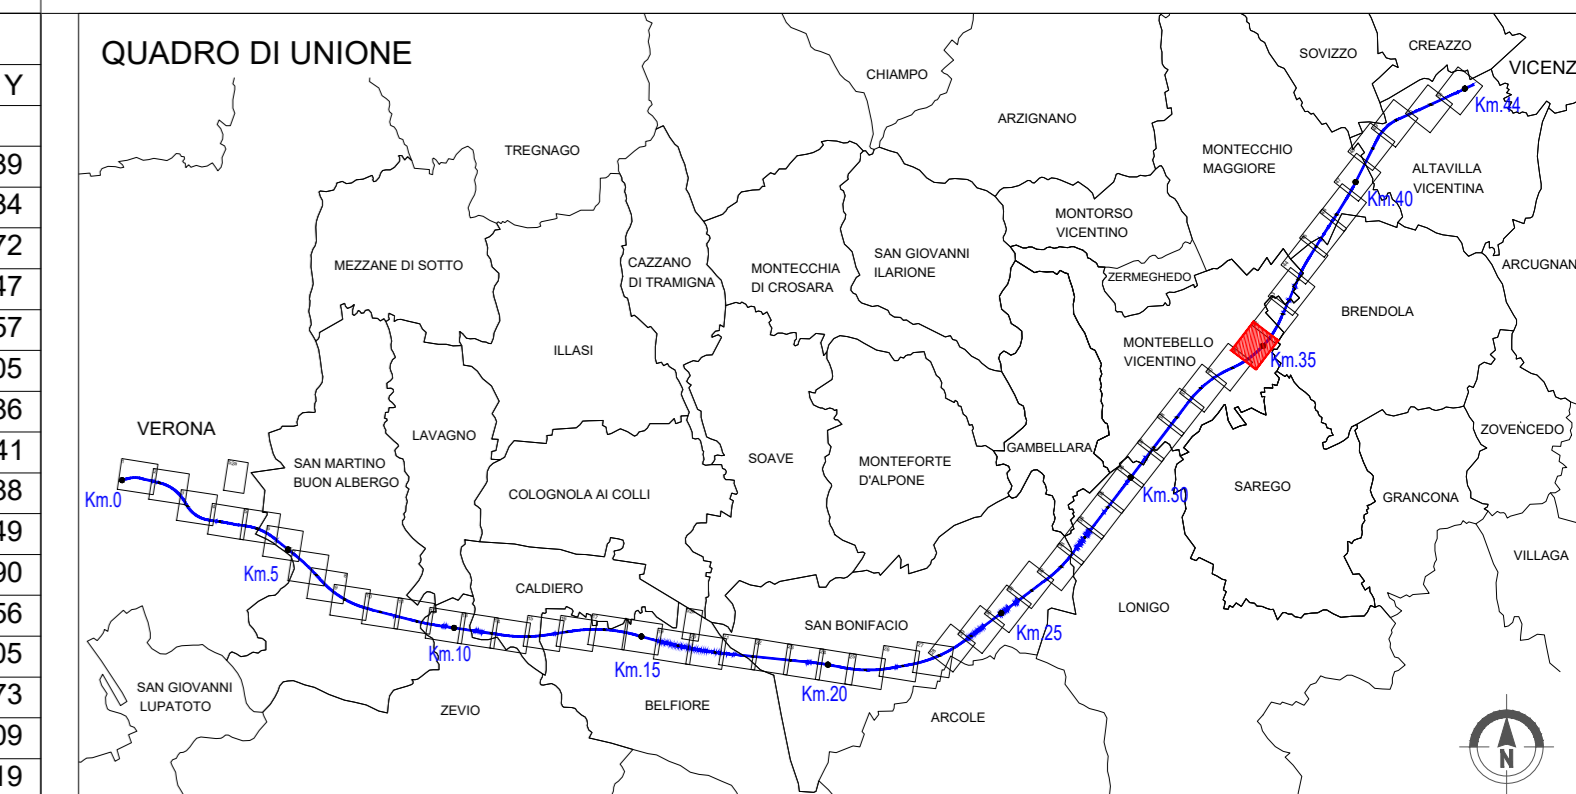 QUADRO DI UNIONE
Y
39
34
72
47
57
05
36
41
38
49
90
56
05
73
09
19
CHIAMPO
SOVIZZO
CREAZZO
VICENZ
Km.44
ARZIGNANO
TREGNAGO
MONTECCHIO
MAGGIORE
ALTAVILLA
VICENTINA
Km.40
MONTORSO
VICENTINO
MEZZANE DI SOTTO
CAZZANO
DI TRAMIGNA
MONTECCHIA
DI CROSARA
SAN GIOVANNI
ILARIONE
ZERMEGHEDO
ARCUGNAN
BRENDOLA
ILLASI
MONTEBELLO
VICENTINO
Km.35
VERONA
LAVAGNO
SAN MARTINO
BUON ALBERGO
SOAVE
MONTEFORTE
D'ALPONE
GAMBELLARA
ZOVENCEDO
Km.0
COLOGNOLA AI COLLI
Km.30
SAREGO
GRANCONA
Km.5
VILLAGA
CALDIERO
SAN BONIFACIO
LONIGO
Km.25
Km.10
Km.15
Km.20
SAN GIOVANNI
LUPATOTO
ZEVIO
BELFIORE
ARCOLE
N